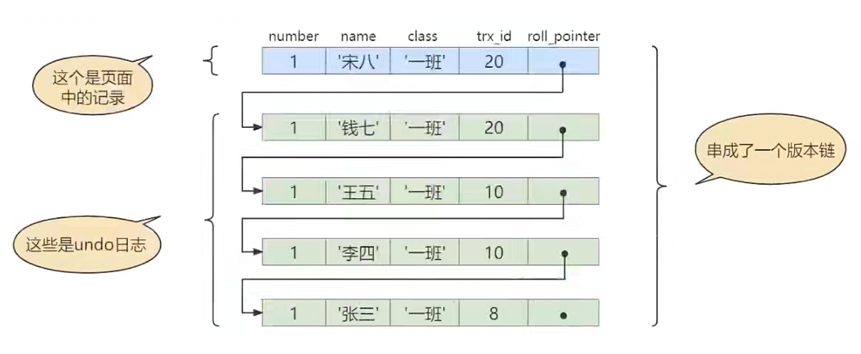 number name class trx_id roll_pointer
1 '宋八' '一班' 20
这个是页面
中的记录
1 '钱七' '一班' 20
1 '王五' '一班' 10
1 '李四' '一班' 10
1 '张三' '一班' 8
这些是undo日志
串成了一个版本链